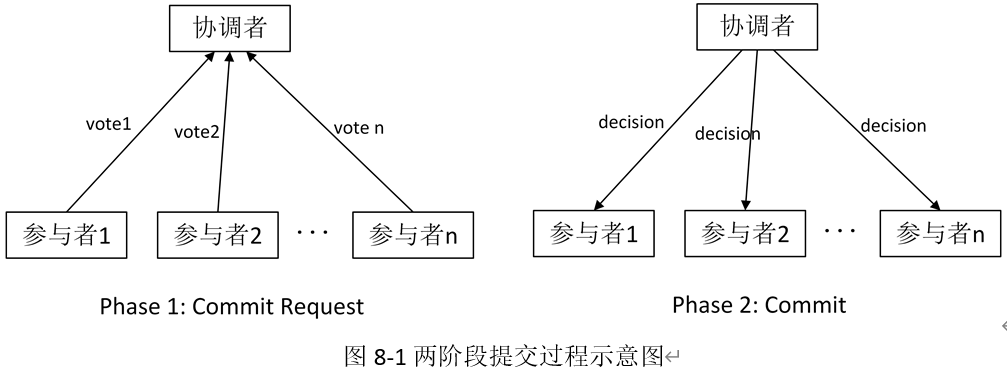 协调者
vote1
vote2
vote n
参与者1
参与者2
···
参与者n
Phase 1: Commit Request
协调者
decision
decision
decision
参与者1
参与者2
···
参与者n
Phase 2: Commit
图 8-1 两阶段提交过程示意图